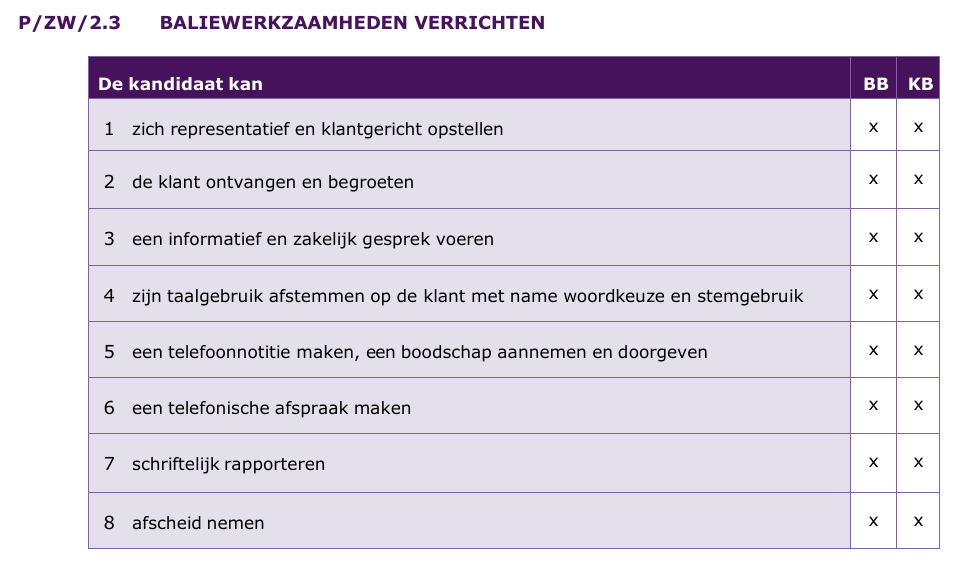 P/ZW/2.3 BALIEWERKZAAMHEDEN VERRICHTEN
De kandidaat kan BB KB
1 zich representatief en klantgericht opstellen x x
2 de klant ontvangen en begroeten x x
3 een informatief en zakelijk gesprek voeren x x
4 zijn taalgebruik afstemmen op de klant met name woordkeuze en stemgebruik x x
5 een telefoonnotitie maken, een boodschap aannemen en doorgeven x x
6 een telefonische afspraak maken x x
7 schriftelijk rapporteren x x
8 afscheid nemen x x